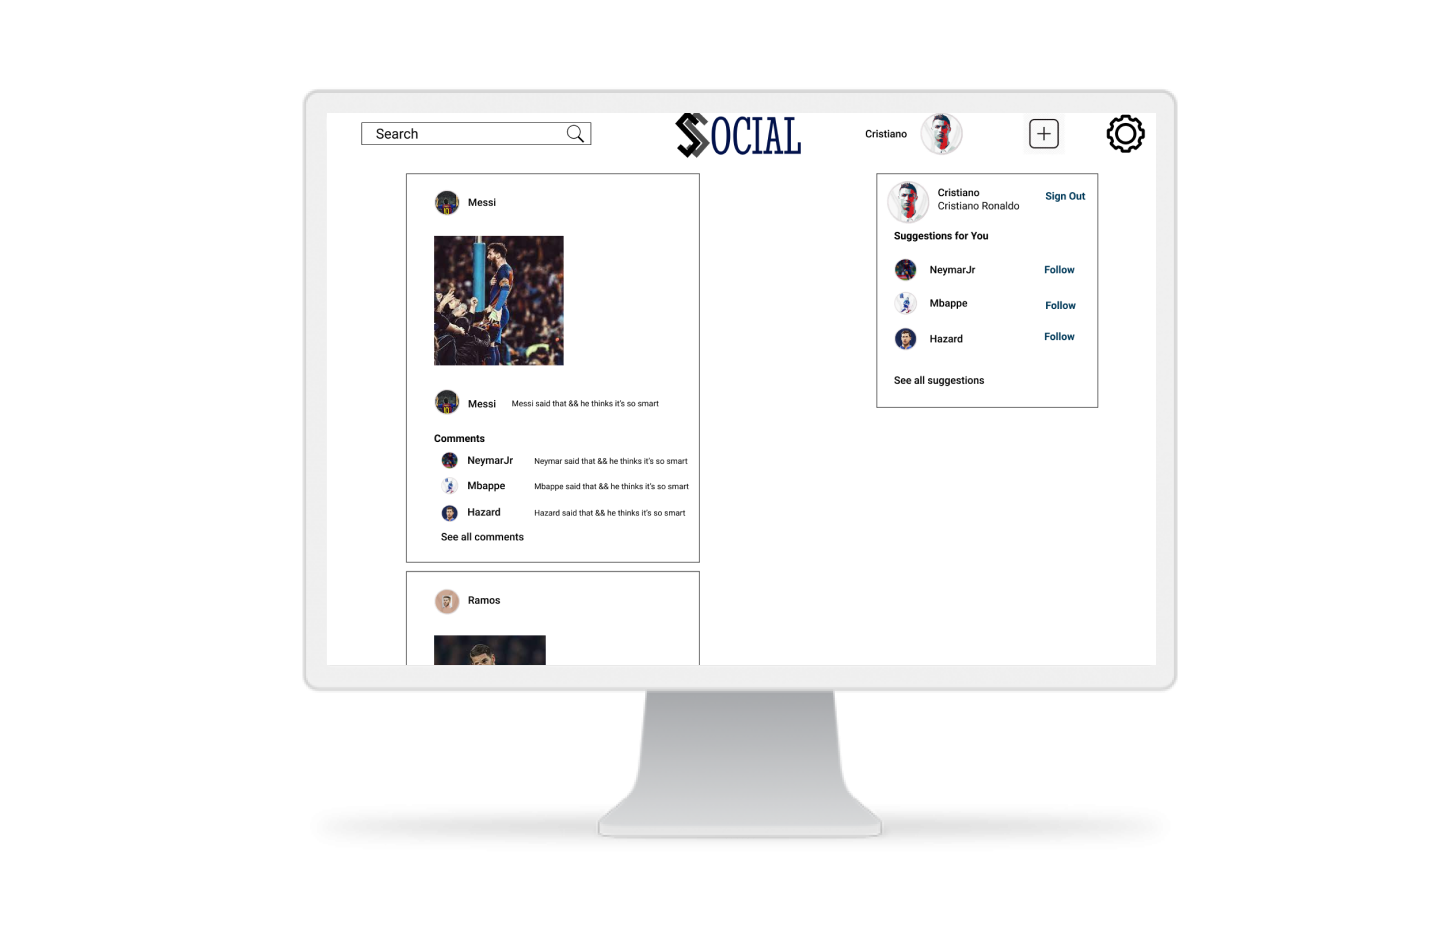 Search
SOCIAL
Cristiano
Messi
Messi Messi said that && he thinks it's so smart
Comments
NeymarJr Neymar said that && he thinks it's so smart
Mbappe Mbappe said that && he thinks it's so smart
Hazard Hazard said that && he thinks it's so smart
See all comments
Ramos
Cristiano
Cristiano Ronaldo
Sign Out
Suggestions for You
NeymarJr Follow
Mbappe Follow
Hazard Follow
See all suggestions